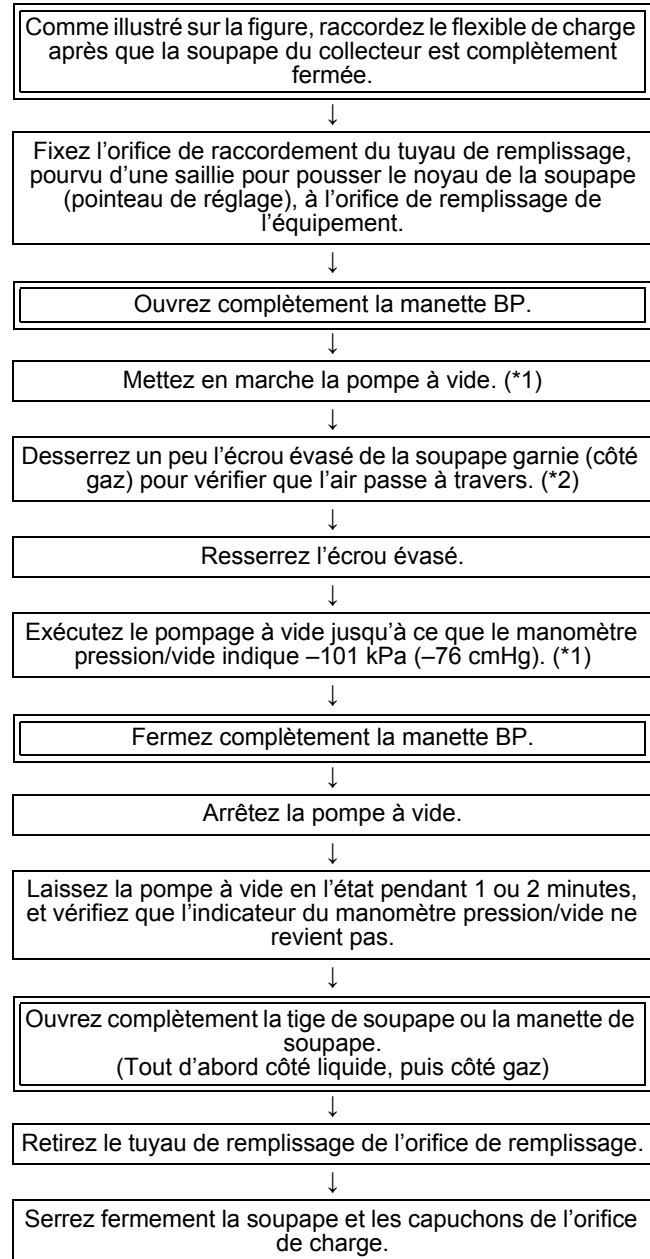 Comme illustré sur la figure, raccordez le flexible de charge
après que la soupape du collecteur est complètement
fermée.
↓
Fixez l’orifice de raccordement du tuyau de remplissage,
pourvu d’une saillie pour pousser le noyau de la soupape
(pointeau de réglage), à l’orifice de remplissage de
l’équipement.
↓
Ouvrez complètement la manette BP.
↓
Mettez en marche la pompe à vide. (*1)
↓
Desserrez un peu l’écrou évasé de la soupape garnie (côté
gaz) pour vérifier que l’air passe à travers. (*2)
↓
Resserrez l’écrou évasé.
↓
Exécutez le pompage à vide jusqu’à ce que le manomètre
pression/vide indique –101 kPa (–76 cmHg). (*1)
↓
Fermez complètement la manette BP.
↓
Arrêtez la pompe à vide.
↓
Laissez la pompe à vide en l’état pendant 1 ou 2 minutes,
et vérifiez que l’indicateur du manomètre pression/vide ne
revient pas.
↓
Ouvrez complètement la tige de soupape ou la manette de
soupape.
(Tout d’abord côté liquide, puis côté gaz)
↓
Retirez le tuyau de remplissage de l’orifice de remplissage.
↓
Serrez fermement la soupape et les capuchons de l’orifice
de charge.